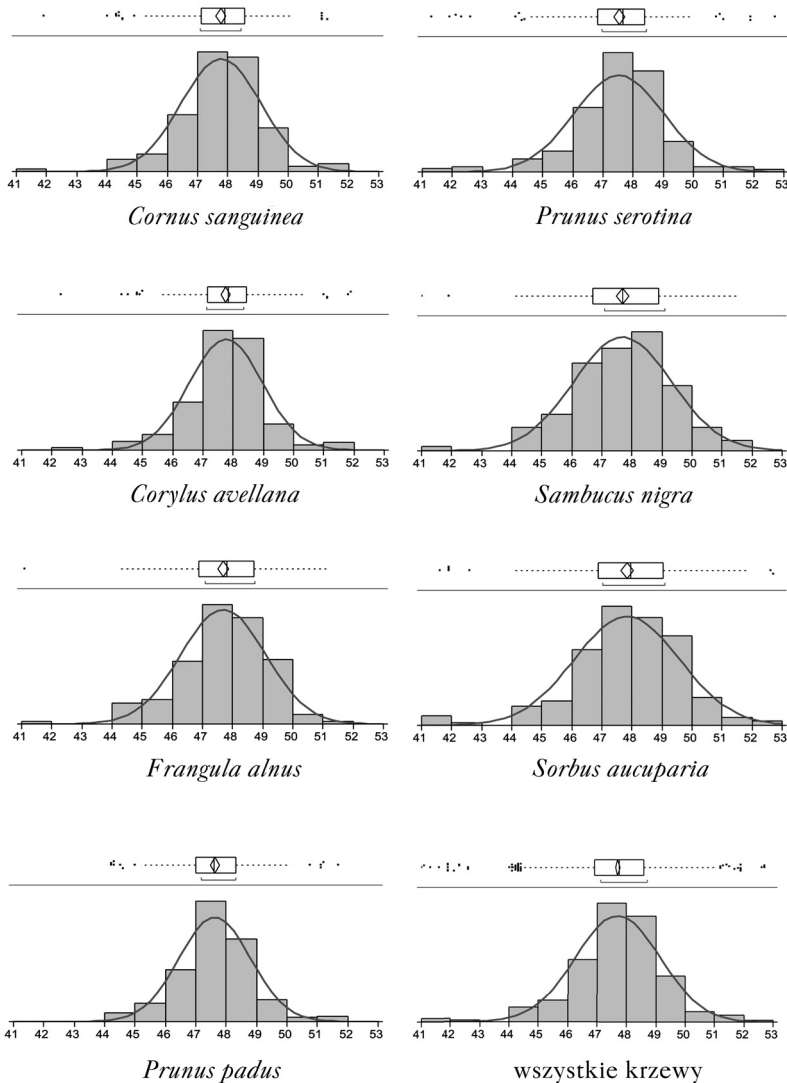 41 42 43 44 45 46 47 48 49 50 51 52 53
Cornus sanguinea
41 42 43 44 45 46 47 48 49 50 51 52 53
Prunus serotina
41 42 43 44 45 46 47 48 49 50 51 52 53
Corylus avellana
41 42 43 44 45 46 47 48 49 50 51 52 53
Sambucus nigra
41 42 43 44 45 46 47 48 49 50 51 52 53
Frangula alnus
41 42 43 44 45 46 47 48 49 50 51 52 53
Sorbus aucuparia
41 42 43 44 45 46 47 48 49 50 51 52 53
Prunus padus
41 42 43 44 45 46 47 48 49 50 51 52 53
wszystkie krzewy